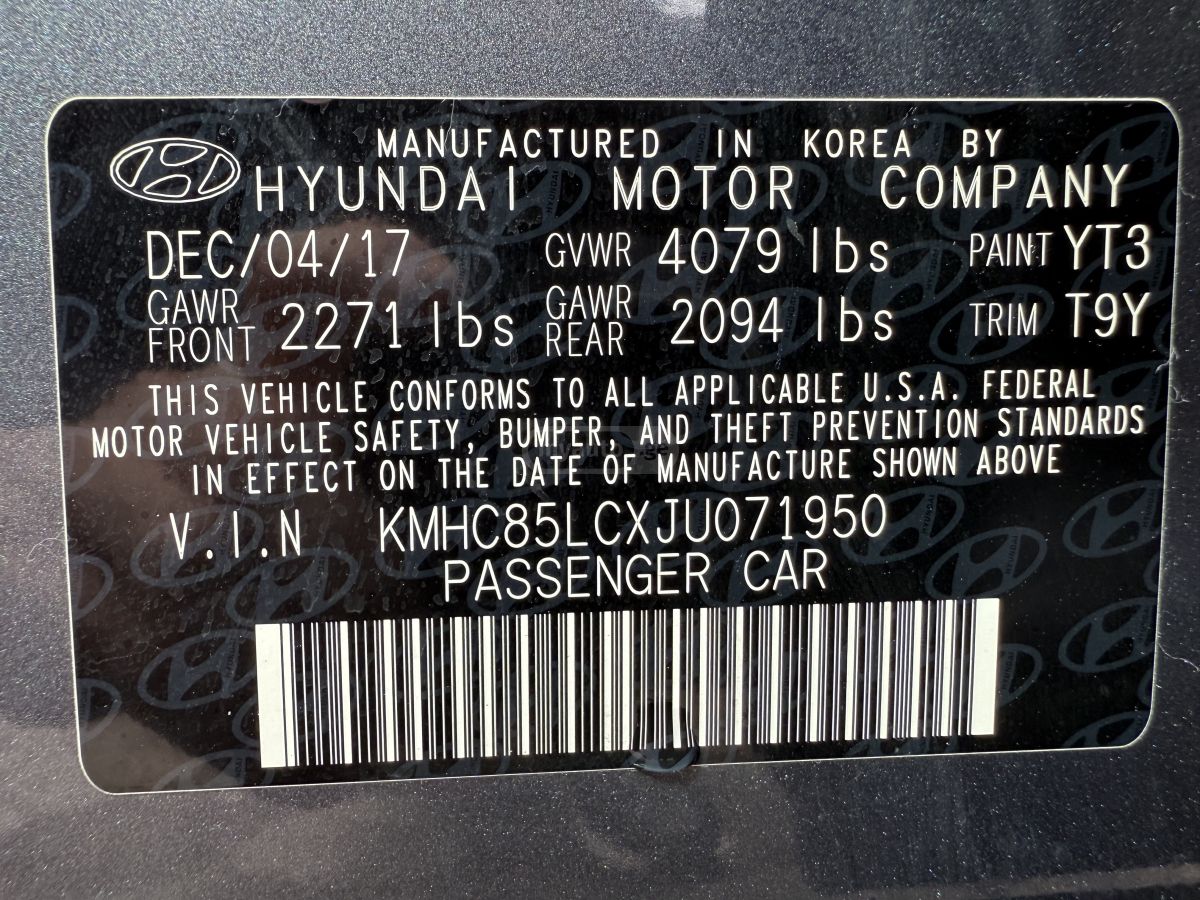 MANUFACTURED IN KOREA BY
HYUNDAI MOTOR COMPANY
DEC/04/17 GVWR 4079 lbs PAINT YT3
GAWR FRONT 2271 lbs GAWR REAR 2094 lbs TRIM T9Y
THIS VEHICLE CONFORMS TO ALL APPLICABLE U.S.A. FEDERAL
MOTOR VEHICLE SAFETY, BUMPER, AND THEFT PREVENTION STANDARDS
IN EFFECT ON THE DATE OF MANUFACTURE SHOWN ABOVE
V.I.N KMHC85LCXJU071950
PASSENGER CAR